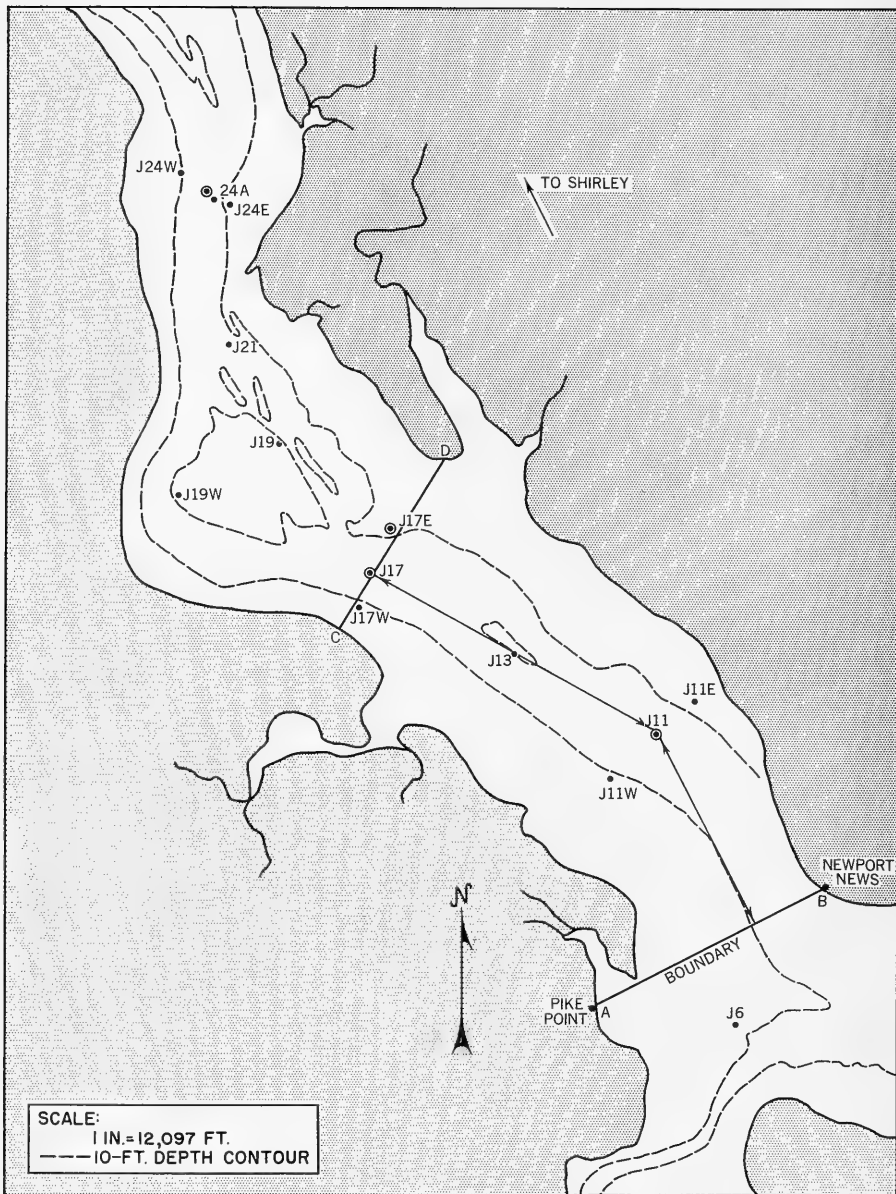 J24W
24A
J24E
TO SHIRLEY
J21
J19
J19W
D
J17E
J17
J17W
C
J13
J11E
J11
J11W
NEWPORT
NEWS
B
N
BOUNDARY
PIKE
POINT
A
J6
SCALE:
1 IN.=12,097 FT.
10-FT. DEPTH CONTOUR